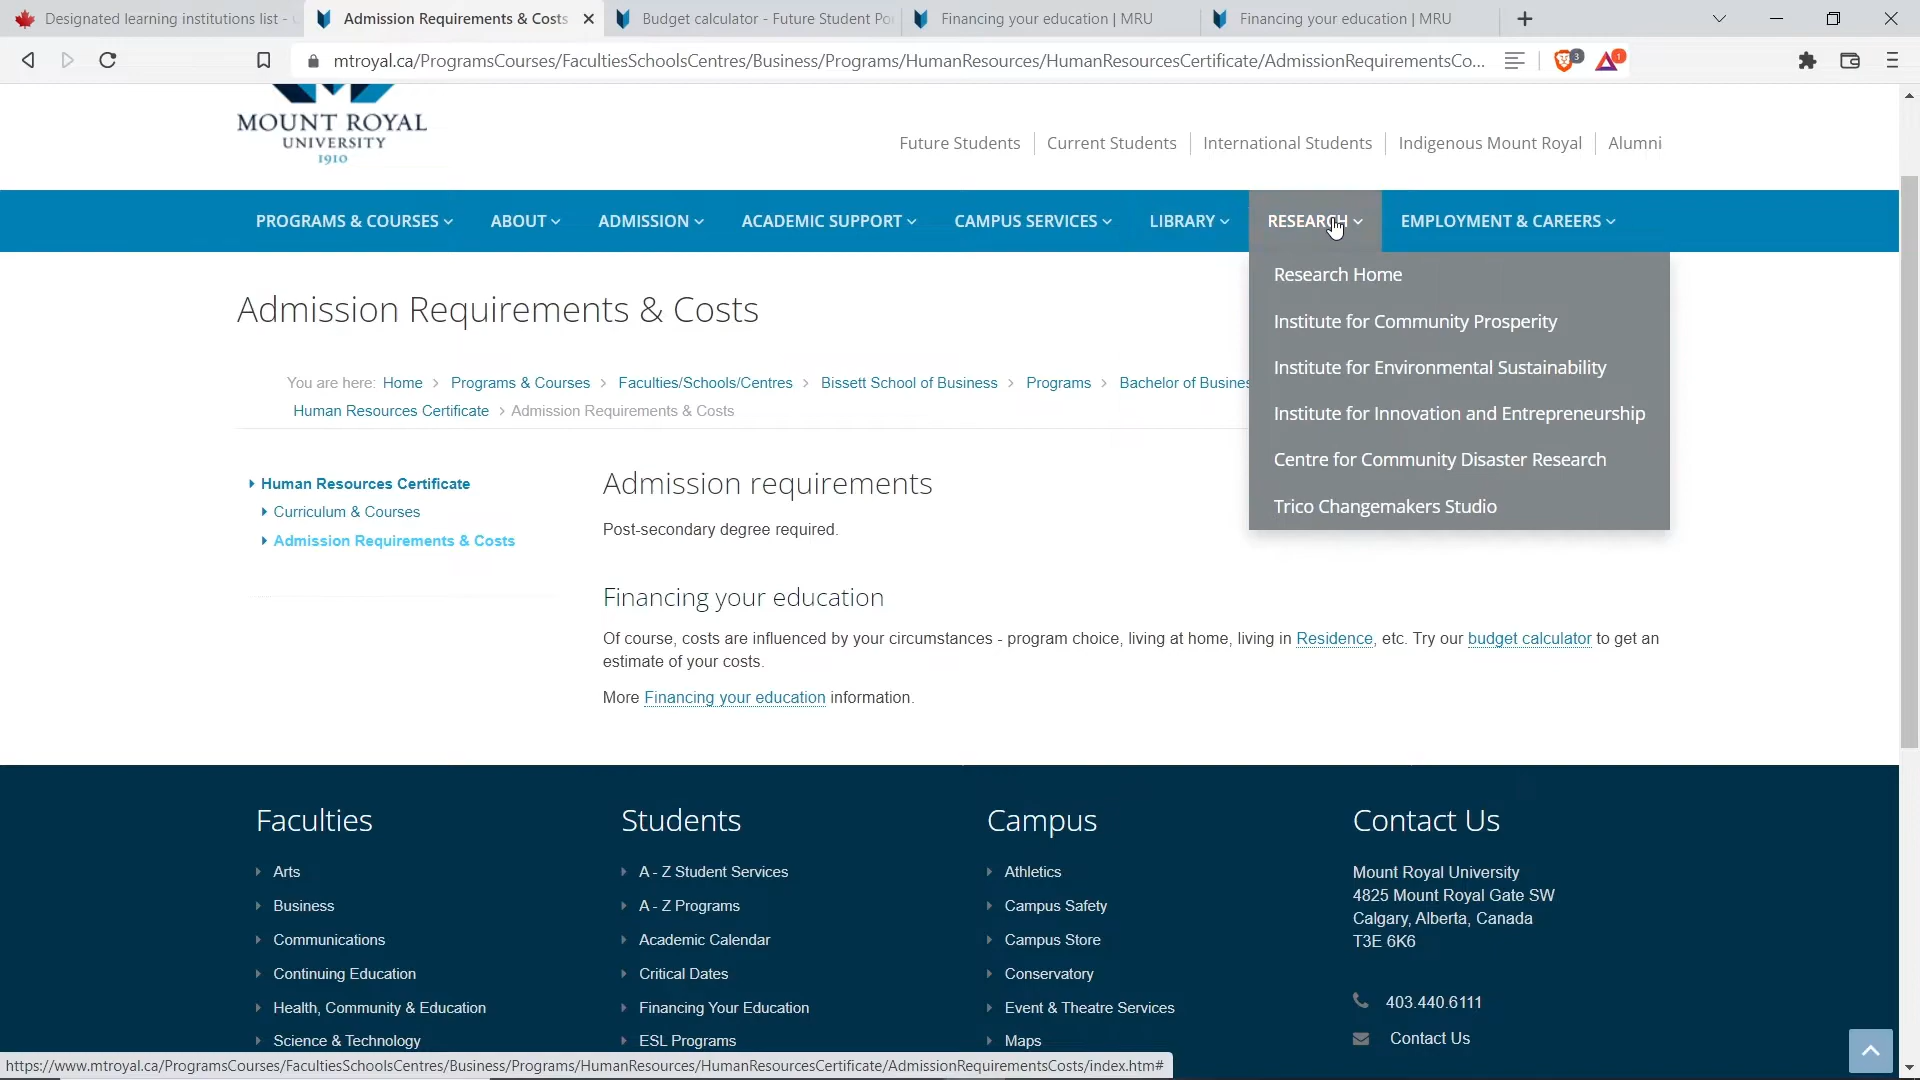 Designated learning institutions list -
Admission Requirements & Costs
Budget calculator - Future Student Po
Financing your education | MRU
Financing your education | MRU
mtroyal.ca/ProgramsCourses/FacultiesSchoolsCentres/Business/Programs/HumanResources/HumanResourcesCertificate/AdmissionRequirementsCo...
3
1
MOUNT ROYAL
UNIVERSITY
1910
Future Students
Current Students
International Students
Indigenous Mount Royal
Alumni
PROGRAMS & COURSES
ABOUT
ADMISSION
ACADEMIC SUPPORT
CAMPUS SERVICES
LIBRARY
RESEARCH
EMPLOYMENT & CAREERS
Research Home
Institute for Community Prosperity
Institute for Environmental Sustainability
Institute for Innovation and Entrepreneurship
Centre for Community Disaster Research
Trico Changemakers Studio
Admission Requirements & Costs
You are here: Home > Programs & Courses > Faculties/Schools/Centres > Bissett School of Business > Programs > Bachelor of Busines
Human Resources Certificate > Admission Requirements & Costs
Human Resources Certificate
Curriculum & Courses
Admission Requirements & Costs
Admission requirements
Post-secondary degree required.
Financing your education
Of course, costs are influenced by your circumstances - program choice, living at home, living in Residence, etc. Try our budget calculator to get an
estimate of your costs.
More Financing your education information.
Faculties
Arts
Business
Communications
Continuing Education
Health, Community & Education
Science & Technology
Students
A - Z Student Services
A - Z Programs
Academic Calendar
Critical Dates
Financing Your Education
ESL Programs
Campus
Athletics
Campus Safety
Campus Store
Conservatory
Event & Theatre Services
Maps
Contact Us
Mount Royal University
4825 Mount Royal Gate SW
Calgary, Alberta, Canada
T3E 6K6
403.440.6111
Contact Us
https://www.mtroyal.ca/ProgramsCourses/FacultiesSchoolsCentres/Business/Programs/HumanResources/HumanResourcesCertificate/AdmissionRequirementsCosts/index.htm#